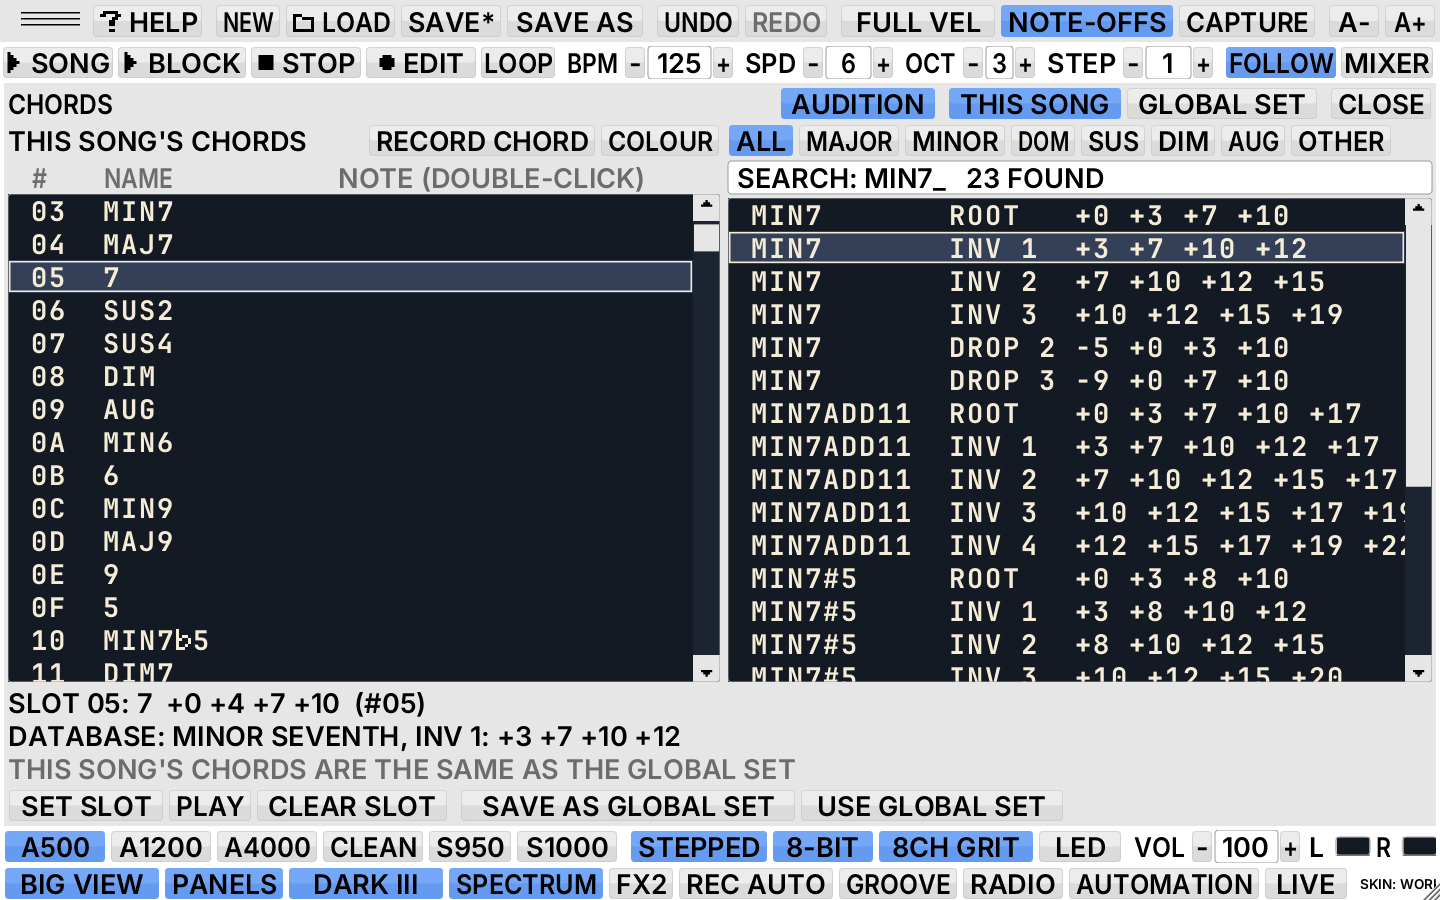 HELP NEW LOAD SAVE* SAVE AS UNDO REDO FULL VEL NOTE-OFFS CAPTURE A- A+
SONG BLOCK STOP EDIT LOOP BPM - 125 + SPD - 6 + OCT - 3 + STEP - 1 + FOLLOW MIXER
CHORDS AUDITION THIS SONG GLOBAL SET CLOSE
THIS SONG'S CHORDS RECORD CHORD COLOUR ALL MAJOR MINOR DOM SUS DIM AUG OTHER
# NAME NOTE (DOUBLE-CLICK)
SEARCH: MIN7_ 23 FOUND
03 MIN7
04 MAJ7
05 7
06 SUS2
07 SUS4
08 DIM
09 AUG
0A MIN6
0B 6
0C MIN9
0D MAJ9
0E 9
0F 5
10 MIN7♭5
11 DIM7
MIN7 ROOT +0 +3 +7 +10
MIN7 INV 1 +3 +7 +10 +12
MIN7 INV 2 +7 +10 +12 +15
MIN7 INV 3 +10 +12 +15 +19
MIN7 DROP 2 -5 +0 +3 +10
MIN7 DROP 3 -9 +0 +7 +10
MIN7ADD11 ROOT +0 +3 +7 +10 +17
MIN7ADD11 INV 1 +3 +7 +10 +12 +17
MIN7ADD11 INV 2 +7 +10 +12 +15 +17
MIN7ADD11 INV 3 +10 +12 +15 +17 +19
MIN7ADD11 INV 4 +12 +15 +17 +19 +22
MIN7#5 ROOT +0 +3 +8 +10
MIN7#5 INV 1 +3 +8 +10 +12
MIN7#5 INV 2 +8 +10 +12 +15
MIN7#5 INV 3 +10 +12 +15 +20
SLOT 05: 7 +0 +4 +7 +10 (#05)
DATABASE: MINOR SEVENTH, INV 1: +3 +7 +10 +12
THIS SONG'S CHORDS ARE THE SAME AS THE GLOBAL SET
SET SLOT PLAY CLEAR SLOT SAVE AS GLOBAL SET USE GLOBAL SET
A500 A1200 A4000 CLEAN S950 S1000 STEPPED 8-BIT 8CH GRIT LED VOL - 100 + L R
BIG VIEW PANELS DARK III SPECTRUM FX2 REC AUTO GROOVE RADIO AUTOMATION LIVE SKIN: